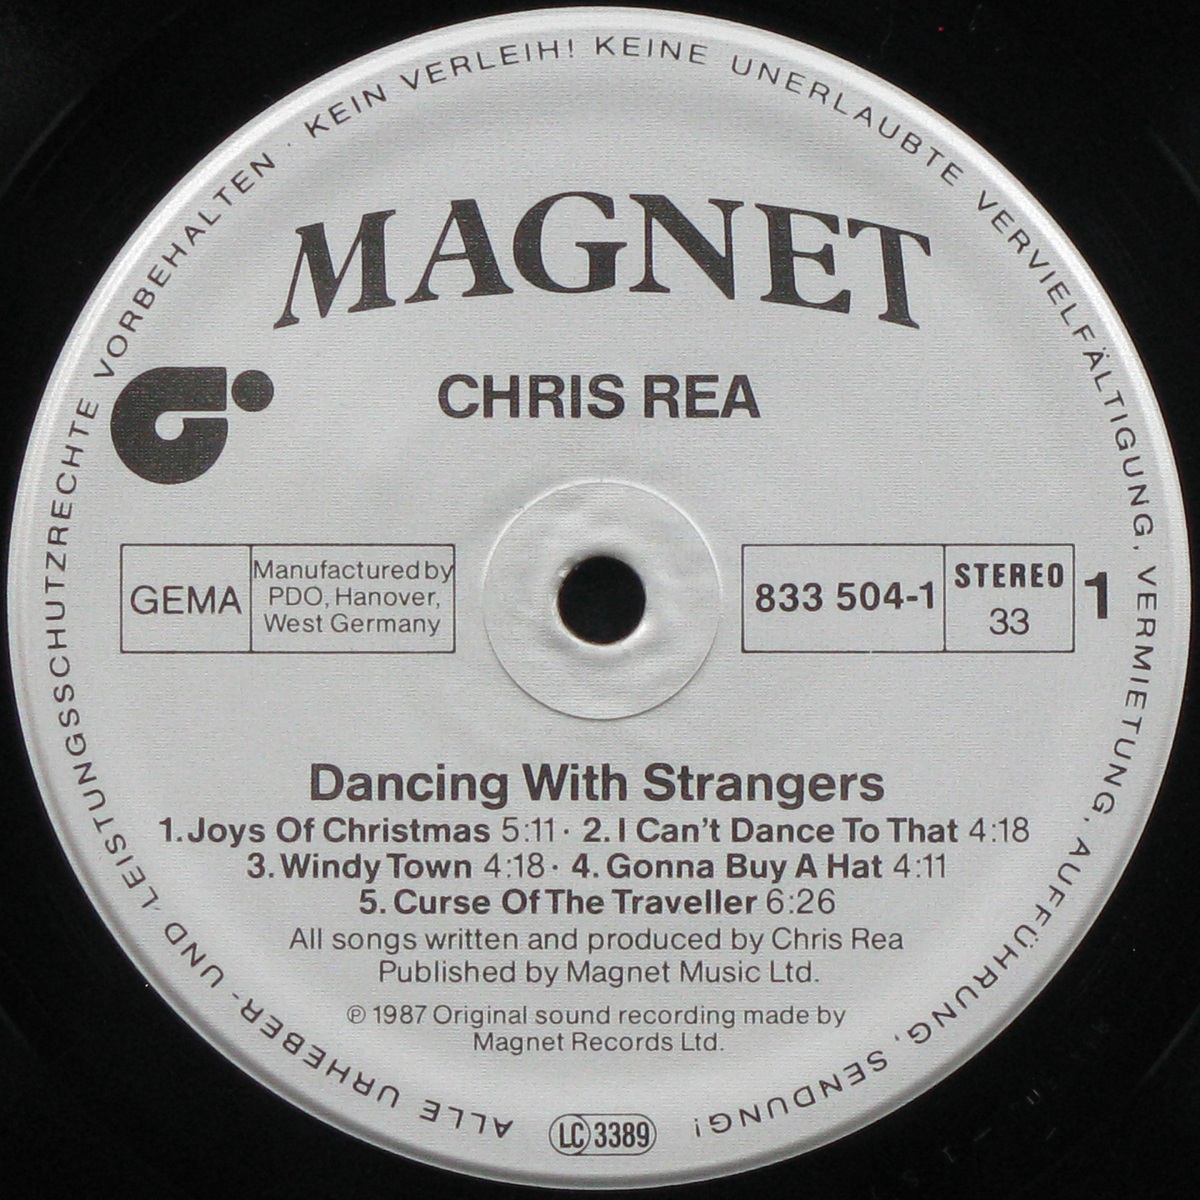 ALLE URHEBER- UND LEISTUNGSSCHUTZRECHTE VORBEHALTEN · KEIN VERLEIH! KEINE UNERLAUBTE VERVIELFÄLTIGUNG, VERMIETUNG, AUFFÜHRUNG, SENDUNG!
MAGNET
CHRIS REA
GEMA
Manufactured by
PDO, Hanover,
West Germany
833 504-1
STEREO
33
1
Dancing With Strangers
1. Joys Of Christmas 5:11 · 2. I Can't Dance To That 4:18
3. Windy Town 4:18 · 4. Gonna Buy A Hat 4:11
5. Curse Of The Traveller 6:26
All songs written and produced by Chris Rea
Published by Magnet Music Ltd.
℗ 1987 Original sound recording made by
Magnet Records Ltd.
LC 3389